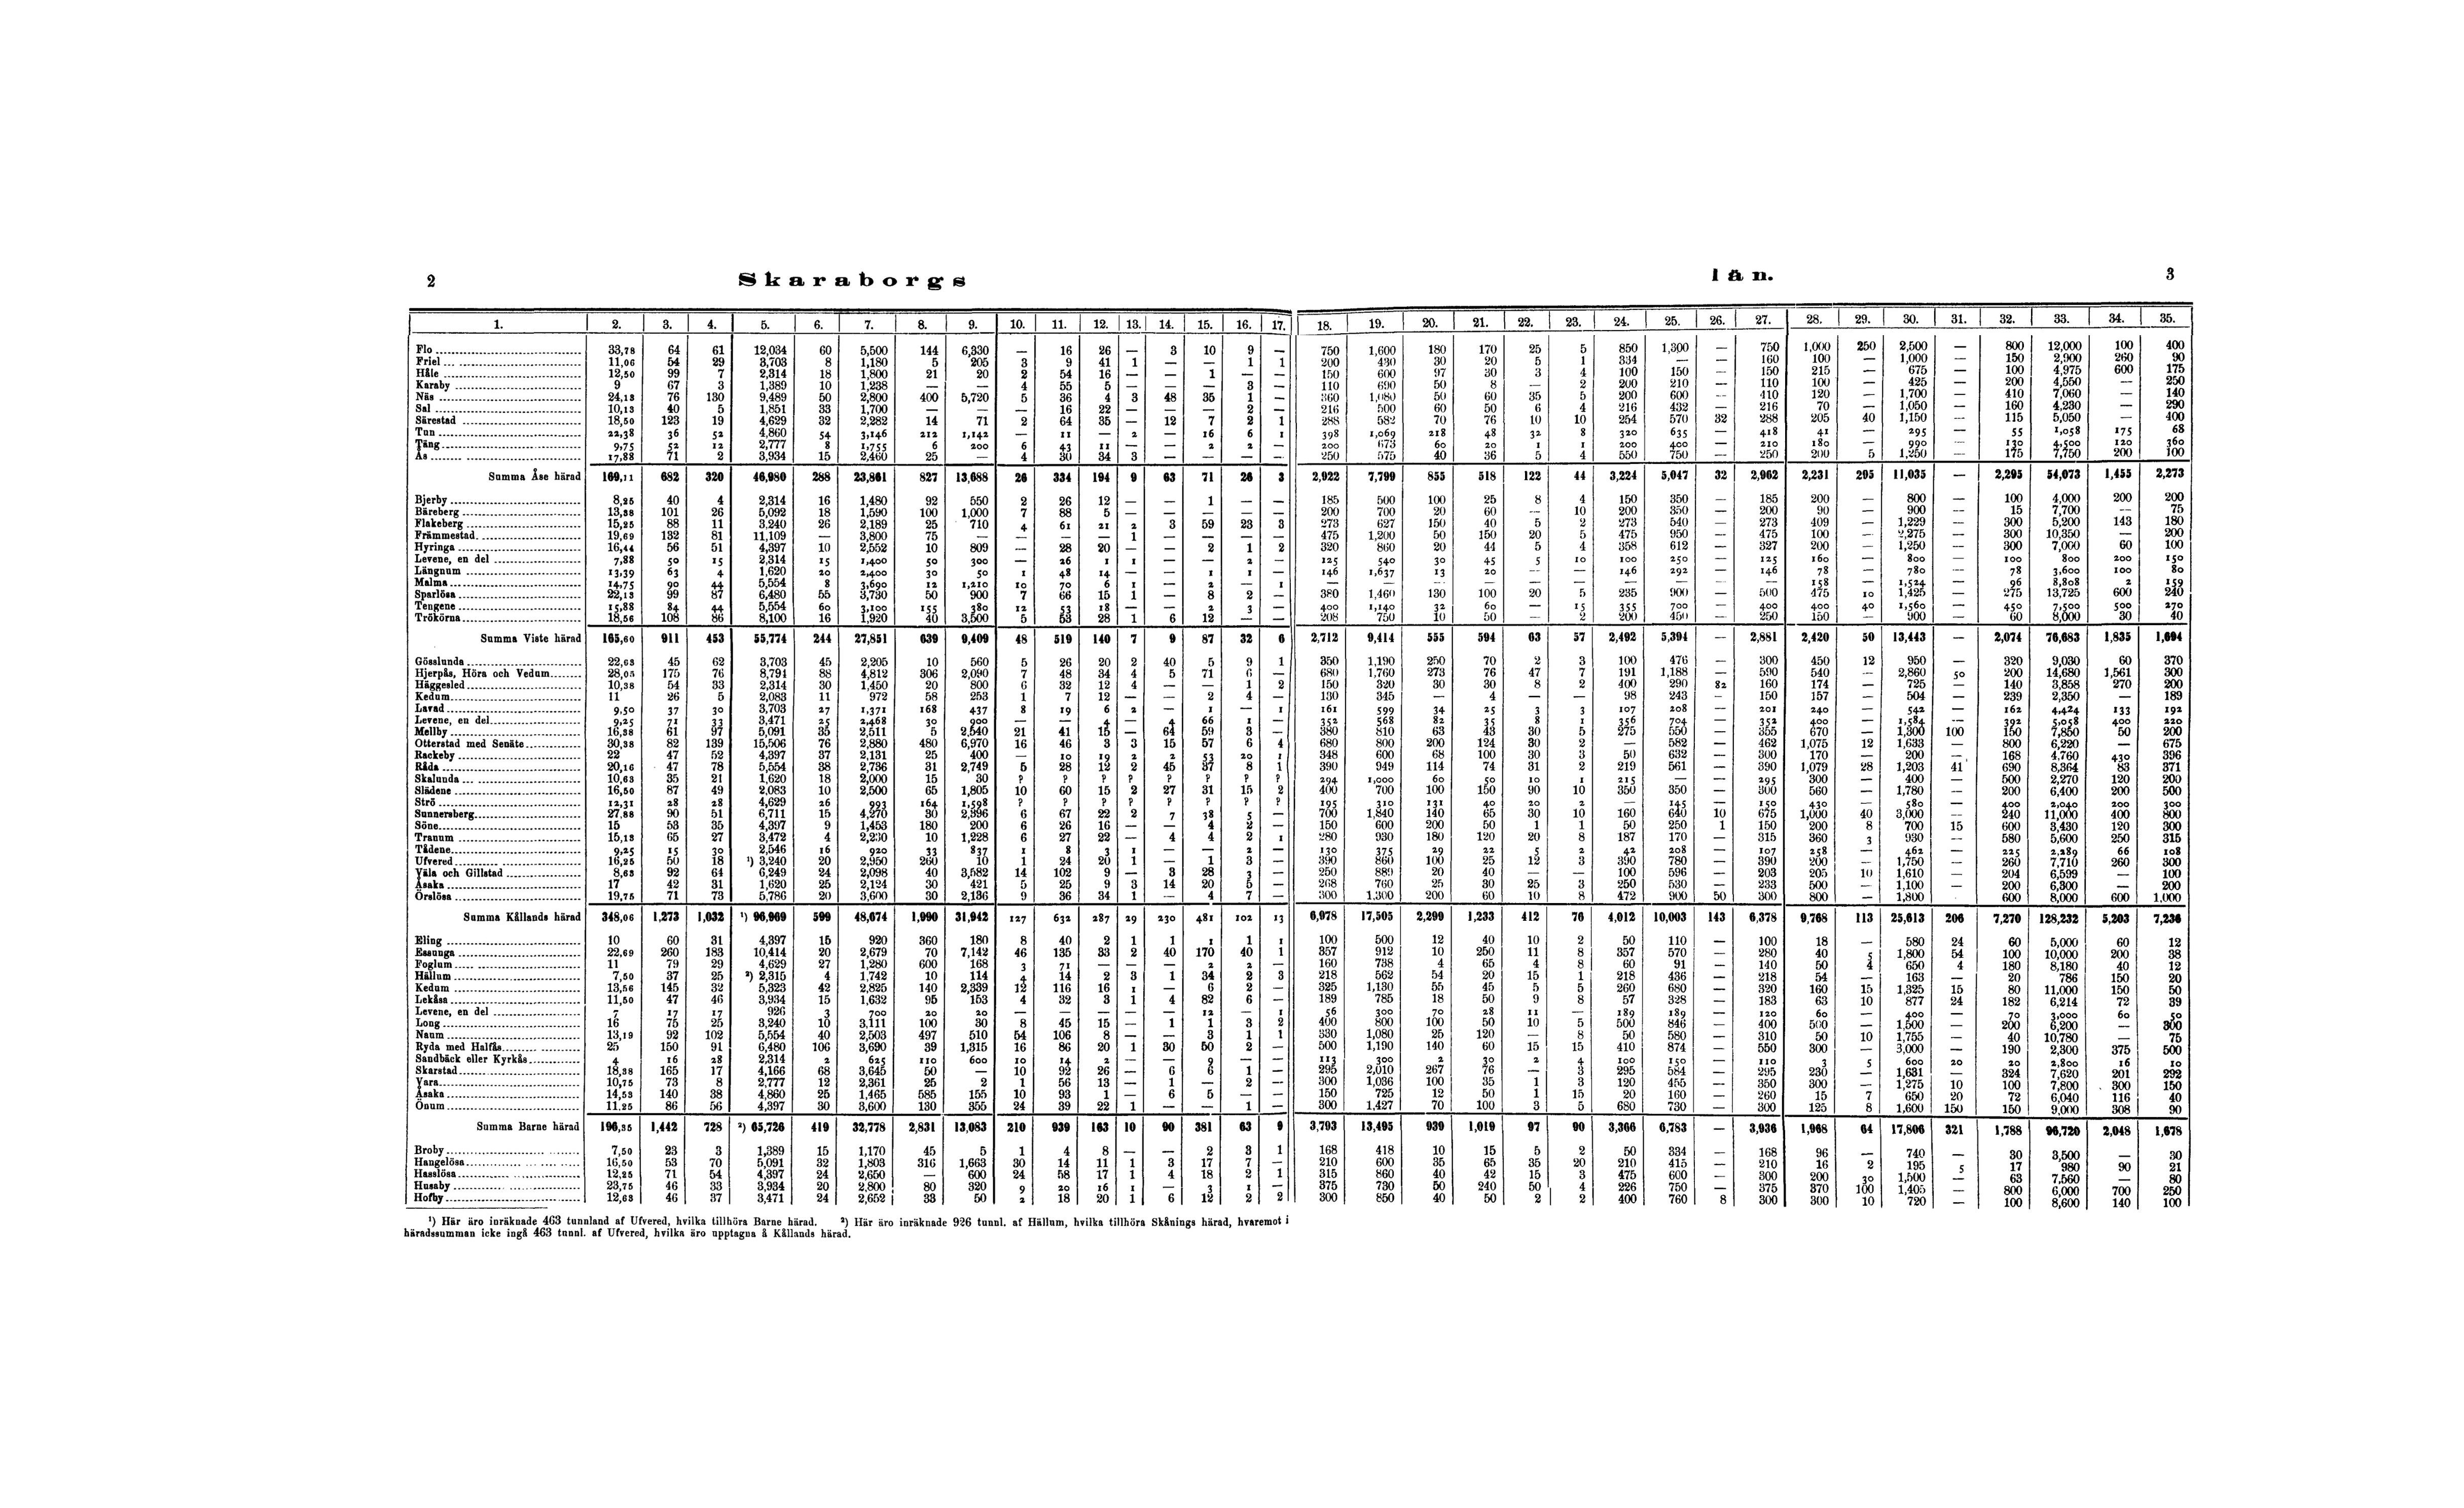 2 Skaraborgs län. 3
1. 2. 3. 4. 5. 6. 7. 8. 9. 10. 11. 12. 13. 14. 15. 16. 17. 18. 19. 20. 21. 22. 23. 24. 25. 26. 27. 28. 29. 30. 31. 32. 33. 34. 35.
Flo 33,78 64 61 12,034 60 5,500 144 6,330 — 16 26 — 3 10 9 — 750 1,600 180 170 25 5 850 1,300 — 750 1,000 250 2,500 — 800 12,000 100 400
Friel 11,06 54 29 3,703 8 1,180 5 205 3 9 41 1 — — 1 1 200 430 30 20 5 1 334 — — 160 100 — 1,000 — 150 2,900 260 90
Håle 12,50 99 7 2,314 18 1,800 21 20 2 54 16 — — 1 — — 150 600 97 30 3 4 100 150 — 150 215 — 675 — 100 4,975 600 175
Karaby 9 67 3 1,389 10 1,238 — — 4 55 5 — — — 3 — 110 690 50 8 — 2 200 210 — 110 100 — 425 — 200 4,550 — 250
Näs 24,13 76 130 9,489 50 2,800 400 5,720 5 36 4 3 48 35 1 — 360 1,080 50 60 35 5 200 600 — 410 120 — 1,700 — 410 7,060 — 140
Sal 10,13 40 5 1,851 33 1,700 — — — 16 22 — — — 2 — 216 500 60 50 6 4 216 432 — 216 70 — 1,050 — 160 4,230 — 290
Särestad 18,50 123 19 4,629 32 2,282 14 71 2 64 35 — 12 7 2 1 288 582 70 76 10 10 254 570 32 288 205 40 1,150 — 115 5,050 — 400
Tun 22,38 36 52 4,860 54 3,146 212 1,142 — 11 — 2 — 16 6 1 398 1,069 218 48 32 8 320 635 — 418 41 — 295 — 55 1,058 175 68
Täng 9,75 52 12 2,777 8 1,755 6 200 6 43 11 — — 2 2 — 200 673 60 20 1 1 200 400 — 210 180 — 990 — 130 4,500 120 360
Ås 17,88 71 2 3,934 15 2,460 25 — 4 30 34 3 — — — — 250 575 40 36 5 4 550 750 — 250 200 5 1,250 — 175 7,750 200 100
Summa Åse härad 169,11 682 320 46,980 288 23,861 827 13,688 26 334 194 9 63 71 26 3 2,922 7,799 855 518 122 44 3,224 5,047 32 2,962 2,231 295 11,035 — 2,295 54,073 1,455 2,273
Bjerby 8,25 40 4 2,314 16 1,480 92 550 2 26 12 — — 1 — — 185 500 100 25 8 4 150 350 — 185 200 — 800 — 100 4,000 200 200
Bäreberg 13,38 101 26 5,092 18 1,590 100 1,000 7 88 5 — — — — — 200 700 20 60 — 10 200 350 — 200 90 — 900 — 15 7,700 — 75
Flakeberg 15,25 88 11 3,240 26 2,189 25 710 4 61 21 2 3 59 23 3 273 627 150 40 5 2 273 540 — 273 409 — 1,229 — 300 5,200 143 180
Främmestad 19,69 132 81 11,109 — 3,800 75 — — — — 1 — — — — 475 1,200 50 150 20 5 475 950 — 475 100 — 2,275 — 300 10,350 — 200
Hyringa 16,44 56 51 4,397 10 2,552 10 809 — 28 20 — — 2 1 2 320 860 20 44 5 4 358 612 — 327 200 — 1,250 — 300 7,000 60 100
Levene, en del 7,88 50 15 2,314 15 1,400 50 300 — 26 1 1 — — 2 — 125 540 30 45 5 10 100 250 — 125 160 — 800 — 100 800 200 150
Längnum 13,39 63 4 1,620 20 2,400 30 50 1 48 14 — — 1 1 — 146 1,637 13 20 — — 146 292 — 146 78 — 780 — 78 3,600 100 80
Malma 14,75 90 44 5,554 8 3,690 12 1,210 10 70 6 1 — 2 — 1 — — — — — — — — — — 158 — 1,524 — 96 8,808 2 159
Sparlösa 22,13 99 87 6,480 55 3,730 50 900 7 66 15 1 — 8 2 — 380 1,460 130 100 20 5 235 900 — 500 475 10 1,425 — 275 13,725 600 240
Tengene 15,88 84 44 5,554 60 3,100 155 380 12 53 18 — — 2 3 — 400 1,140 32 60 — 15 355 700 — 400 400 40 1,560 — 450 7,500 500 270
Trökörna 18,56 108 86 8,100 16 1,920 40 3,500 5 53 28 1 6 12 — — 208 750 10 50 — 2 200 450 — 250 150 — 900 — 60 8,000 30 40
Summa Viste härad 165,60 911 453 55,774 244 27,851 639 9,409 48 519 140 7 9 87 32 6 2,712 9,414 555 594 63 57 2,492 5,394 — 2,881 2,420 50 13,443 — 2,074 76,683 1,835 1,694
Gösslunda 22,63 45 62 3,703 45 2,205 10 560 5 26 20 2 40 5 9 1 350 1,190 250 70 2 3 100 476 — 300 450 12 950 — 320 9,030 60 370
Hjerpås, Höra och Vedum 28,05 175 76 8,791 88 4,812 306 2,090 7 48 34 4 5 71 6 — 680 1,760 273 76 47 7 191 1,188 — 590 540 — 2,860 50 200 14,680 1,561 300
Häggesled 10,38 54 33 2,314 30 1,450 20 800 6 32 12 4 — — 1 2 150 320 30 30 8 2 400 290 82 160 174 — 725 — 140 3,858 270 200
Kedum 11 26 5 2,083 11 972 58 253 1 7 12 — — 2 4 — 130 345 — 4 — — 98 243 — 150 157 — 504 — 239 2,350 — 189
Lavad 9,50 37 30 3,703 27 1,371 168 437 8 19 6 2 — 1 — 1 161 599 34 25 3 3 107 208 — 201 240 — 542 — 162 4,424 133 192
Levene, en del 9,25 71 33 3,471 25 2,468 30 900 — — 4 — 4 66 1 — 352 568 82 35 8 1 356 704 — 352 400 — 1,584 — 392 5,058 400 220
Mellby 16,38 61 97 5,091 35 2,511 5 2,540 21 41 15 — 64 59 3 — 380 810 63 43 30 5 275 550 — 355 670 — 1,300 100 150 7,850 50 200
Otterstad med Senäte 30,38 82 139 15,506 76 2,880 480 6,970 16 46 3 3 15 57 6 4 680 800 200 124 30 2 — 582 — 462 1,075 12 1,633 — 800 6,220 — 675
Rackeby 22 47 52 4,397 37 2,131 25 400 — 10 19 2 2 53 20 1 348 600 68 100 30 3 50 632 — 300 170 — 200 — 168 4,760 430 396
Råda 20,16 47 78 5,554 38 2,736 31 2,749 5 28 12 2 45 37 8 1 390 949 114 74 31 2 219 561 — 390 1,079 28 1,203 41 690 8,364 83 371
Skalunda 10,63 35 21 1,620 18 2,000 15 30 ? ? ? ? ? ? ? ? 294 1,000 60 50 10 1 215 — — 295 300 — 400 — 500 2,270 120 200
Slädene 16,50 87 49 2,083 10 2,500 65 1,805 10 60 15 2 27 31 15 2 400 700 100 150 90 10 350 350 — 300 560 — 1,780 — 200 6,400 200 500
Strö 12,31 28 28 4,629 26 993 164 1,598 ? ? ? ? ? ? ? ? 195 310 131 40 20 2 — 145 — 150 430 — 580 — 400 2,040 200 300
Sunnersberg 27,88 90 51 6,711 15 4,270 30 2,396 6 67 22 2 7 38 5 — 700 1,840 140 65 30 10 160 640 10 675 1,000 40 3,000 — 240 11,000 400 800
Söne 15 53 35 4,397 9 1,453 180 200 6 26 16 — — 4 2 — 150 600 200 50 1 1 50 250 1 150 200 8 700 15 600 3,430 120 300
Tranum 15,13 65 27 3,472 4 2,230 10 1,228 6 27 22 — 4 4 2 1 280 930 180 120 20 8 187 170 — 315 360 3 930 — 580 5,600 250 315
Tådene 9,25 15 30 2,546 16 920 33 837 1 8 3 1 — — 2 — 130 375 29 22 5 2 42 208 — 107 258 — 462 — 225 2,289 66 108
Ufvered 16,25 50 18 ¹) 3,240 20 2,950 260 10 1 24 20 1 — 1 3 — 390 860 100 25 12 3 390 780 — 390 200 — 1,750 — 260 7,710 260 300
Väla och Gillstad 8,63 92 64 6,249 24 2,098 40 3,582 14 102 9 — 3 28 3 — 250 889 20 40 — — 100 596 — 203 205 10 1,610 — 204 6,599 — 100
Åsaka 17 42 31 1,620 25 2,124 30 421 5 25 9 3 14 20 5 — 268 760 25 30 25 3 250 530 — 233 500 — 1,100 — 200 6,300 — 200
Örslösa 19,75 71 73 5,786 20 3,600 30 2,136 9 36 34 1 — 4 7 — 300 1,300 200 60 10 8 472 900 50 300 800 — 1,800 600 8,000 600 1,000
Summa Kållands härad 348,06 1,273 1,032 ¹) 96,969 599 48,674 1,990 31,942 127 632 287 29 230 481 102 13 6,978 17,505 2,299 1,233 412 76 4,012 10,003 143 6,378 9,768 113 25,613 206 7,270 128,232 5,203 7,236
Eling 10 60 31 4,397 15 920 360 180 8 40 2 1 1 1 1 1 100 500 12 40 10 2 50 110 — 100 18 — 580 24 60 5,000 60 12
Essunga 22,69 260 183 10,414 20 2,679 70 7,142 46 135 33 2 40 170 40 1 357 912 10 250 11 8 357 570 — 280 40 5 1,800 54 100 10,000 200 38
Foglum 11 79 29 4,629 27 1,280 600 168 3 71 — — — 2 2 — 160 738 4 65 4 8 60 91 — 140 50 4 650 4 180 8,180 40 12
Hällum 7,50 37 25 ²) 2,315 4 1,742 10 114 4 14 2 3 1 34 2 3 218 562 54 20 15 1 218 436 — 218 54 — 163 — 20 786 150 20
Kedum 13,56 145 32 5,323 42 2,825 140 2,339 12 116 16 1 — 6 2 — 325 1,130 55 45 5 5 260 680 — 320 160 15 1,325 15 80 11,000 150 50
Lekåsa 11,50 47 46 3,934 15 1,632 95 153 4 32 3 1 4 82 6 — 189 785 18 50 9 8 57 328 — 183 63 10 877 24 182 6,214 72 39
Levene, en del 7 17 17 926 3 700 20 20 — — — — — 12 — 1 56 300 70 28 11 — 189 189 — 120 60 — 400 — 70 3,000 60 50
Long 16 75 25 3,240 10 3,111 100 30 8 45 15 — 1 1 3 2 400 800 100 50 10 5 500 846 — 400 500 — 1,500 — 200 6,200 — 300
Naum 13,19 92 102 5,554 40 2,503 497 510 54 106 8 — — 3 1 1 330 1,080 25 120 — 8 50 580 — 310 50 10 1,755 — 40 10,780 — 75
Ryda med Halfås 25 150 91 6,480 106 3,690 39 1,315 16 86 20 1 30 50 2 — 500 1,190 140 60 15 15 410 874 — 550 300 — 3,000 — 190 2,300 375 500
Sandbäck eller Kyrkås 4 16 28 2,314 2 625 110 600 10 14 2 — — 9 — — 113 300 2 30 2 4 100 150 — 110 3 5 600 20 20 2,800 16 10
Skarstad 18,38 165 17 4,166 68 3,645 50 — 10 92 26 — 6 6 1 — 295 2,010 267 76 — 3 295 584 — 295 230 — 1,631 — 324 7,620 201 292
Vara 10,75 73 8 2,777 12 2,361 25 2 1 56 13 — 1 — 2 — 300 1,036 100 35 1 3 120 455 — 350 300 — 1,275 10 100 7,800 300 150
Åsaka 14,53 140 38 4,860 25 1,465 585 155 10 93 1 — 6 5 — — 150 725 12 50 1 15 20 160 — 260 15 7 650 20 72 6,040 116 40
Önum 11,25 86 56 4,397 30 3,600 130 355 24 39 22 1 — — 1 — 300 1,427 70 100 3 5 680 730 — 300 125 8 1,600 150 150 9,000 308 90
Summa Barne härad 196,35 1,442 728 ²) 65,726 419 32,778 2,831 13,083 210 939 163 10 90 381 63 9 3,793 13,495 939 1,019 97 90 3,366 6,783 — 3,936 1,968 64 17,806 321 1,788 96,720 2,048 1,678
Broby 7,50 23 3 1,389 15 1,170 45 5 1 4 8 — — 2 3 1 168 418 10 15 5 2 50 334 — 168 96 — 740 — 30 3,500 — 30
Hangelösa 16,50 53 70 5,091 32 1,803 316 1,663 30 14 11 1 3 17 7 — 210 600 35 65 35 20 210 415 — 210 16 2 195 5 17 980 90 21
Hasslösa 12,25 71 54 4,397 24 2,650 — 600 24 58 17 1 4 18 2 1 315 860 40 42 15 3 475 600 — 300 200 30 1,500 — 63 7,560 — 80
Husaby 23,75 46 33 3,934 20 2,800 80 320 9 20 16 1 — 3 1 — 375 730 50 240 50 4 226 750 — 375 370 100 1,405 — 800 6,000 700 250
Hofby 12,63 46 37 3,471 24 2,652 33 50 2 18 20 1 6 12 2 2 300 850 40 50 2 2 400 760 8 300 300 10 720 — 100 8,600 140 100
¹) Här äro inräknade 463 tunnland af Ufvered, hvilka tillhöra Barne härad. ²) Här äro inräknade 926 tunnl. af Hällum, hvilka tillhöra Skånings härad, hvaremot i
häradssumman icke ingå 463 tunnl. af Ufvered, hvilka äro upptagna å Kållands härad.